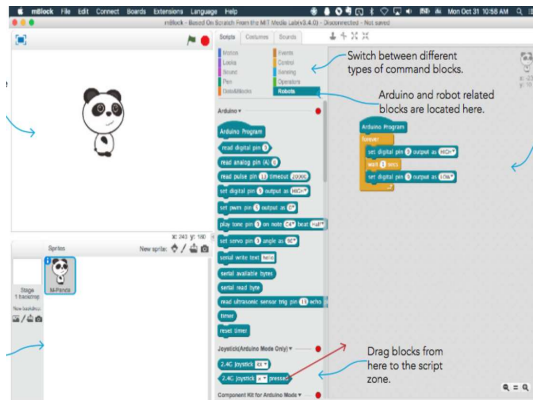 mBlock File Edit Connect Boards Extensions Language Help
Mon Oct 31 10:58 AM
mBlock - Based On Scratch From the MIT Media Lab(v3.4.0) - Disconnected - Not saved
Scripts Costumes Sounds
Motion Events
Looks Control
Sound Sensing
Pen Operators
Data&Blocks Robots
Switch between different
types of command blocks.
Arduino and robot related
blocks are located here.
Arduino
Arduino Program
read digital pin 9
read analog pin (A) 0
read pulse pin 13 timeout 20000
set digital pin 9 output as HIGH
set pwm pin 5 output as 0
play tone pin 9 on note C4 beat Half
set servo pin 9 angle as 90
serial write text hello
serial available bytes
serial read byte
read ultrasonic sensor trig pin 13 echo
timer
reset timer
Joystick(Arduino Mode Only)
2.4G Joystick
2.4G Joystick pressed
Component Kit for Arduino Mode
Arduino Program
forever
set digital pin 9 output as HIGH
wait 1 secs
set digital pin 9 output as LOW
Drag blocks from
here to the script
zone.
Sprites New sprite:
Stage
1 backdrop
New backdrop:
M-Panda